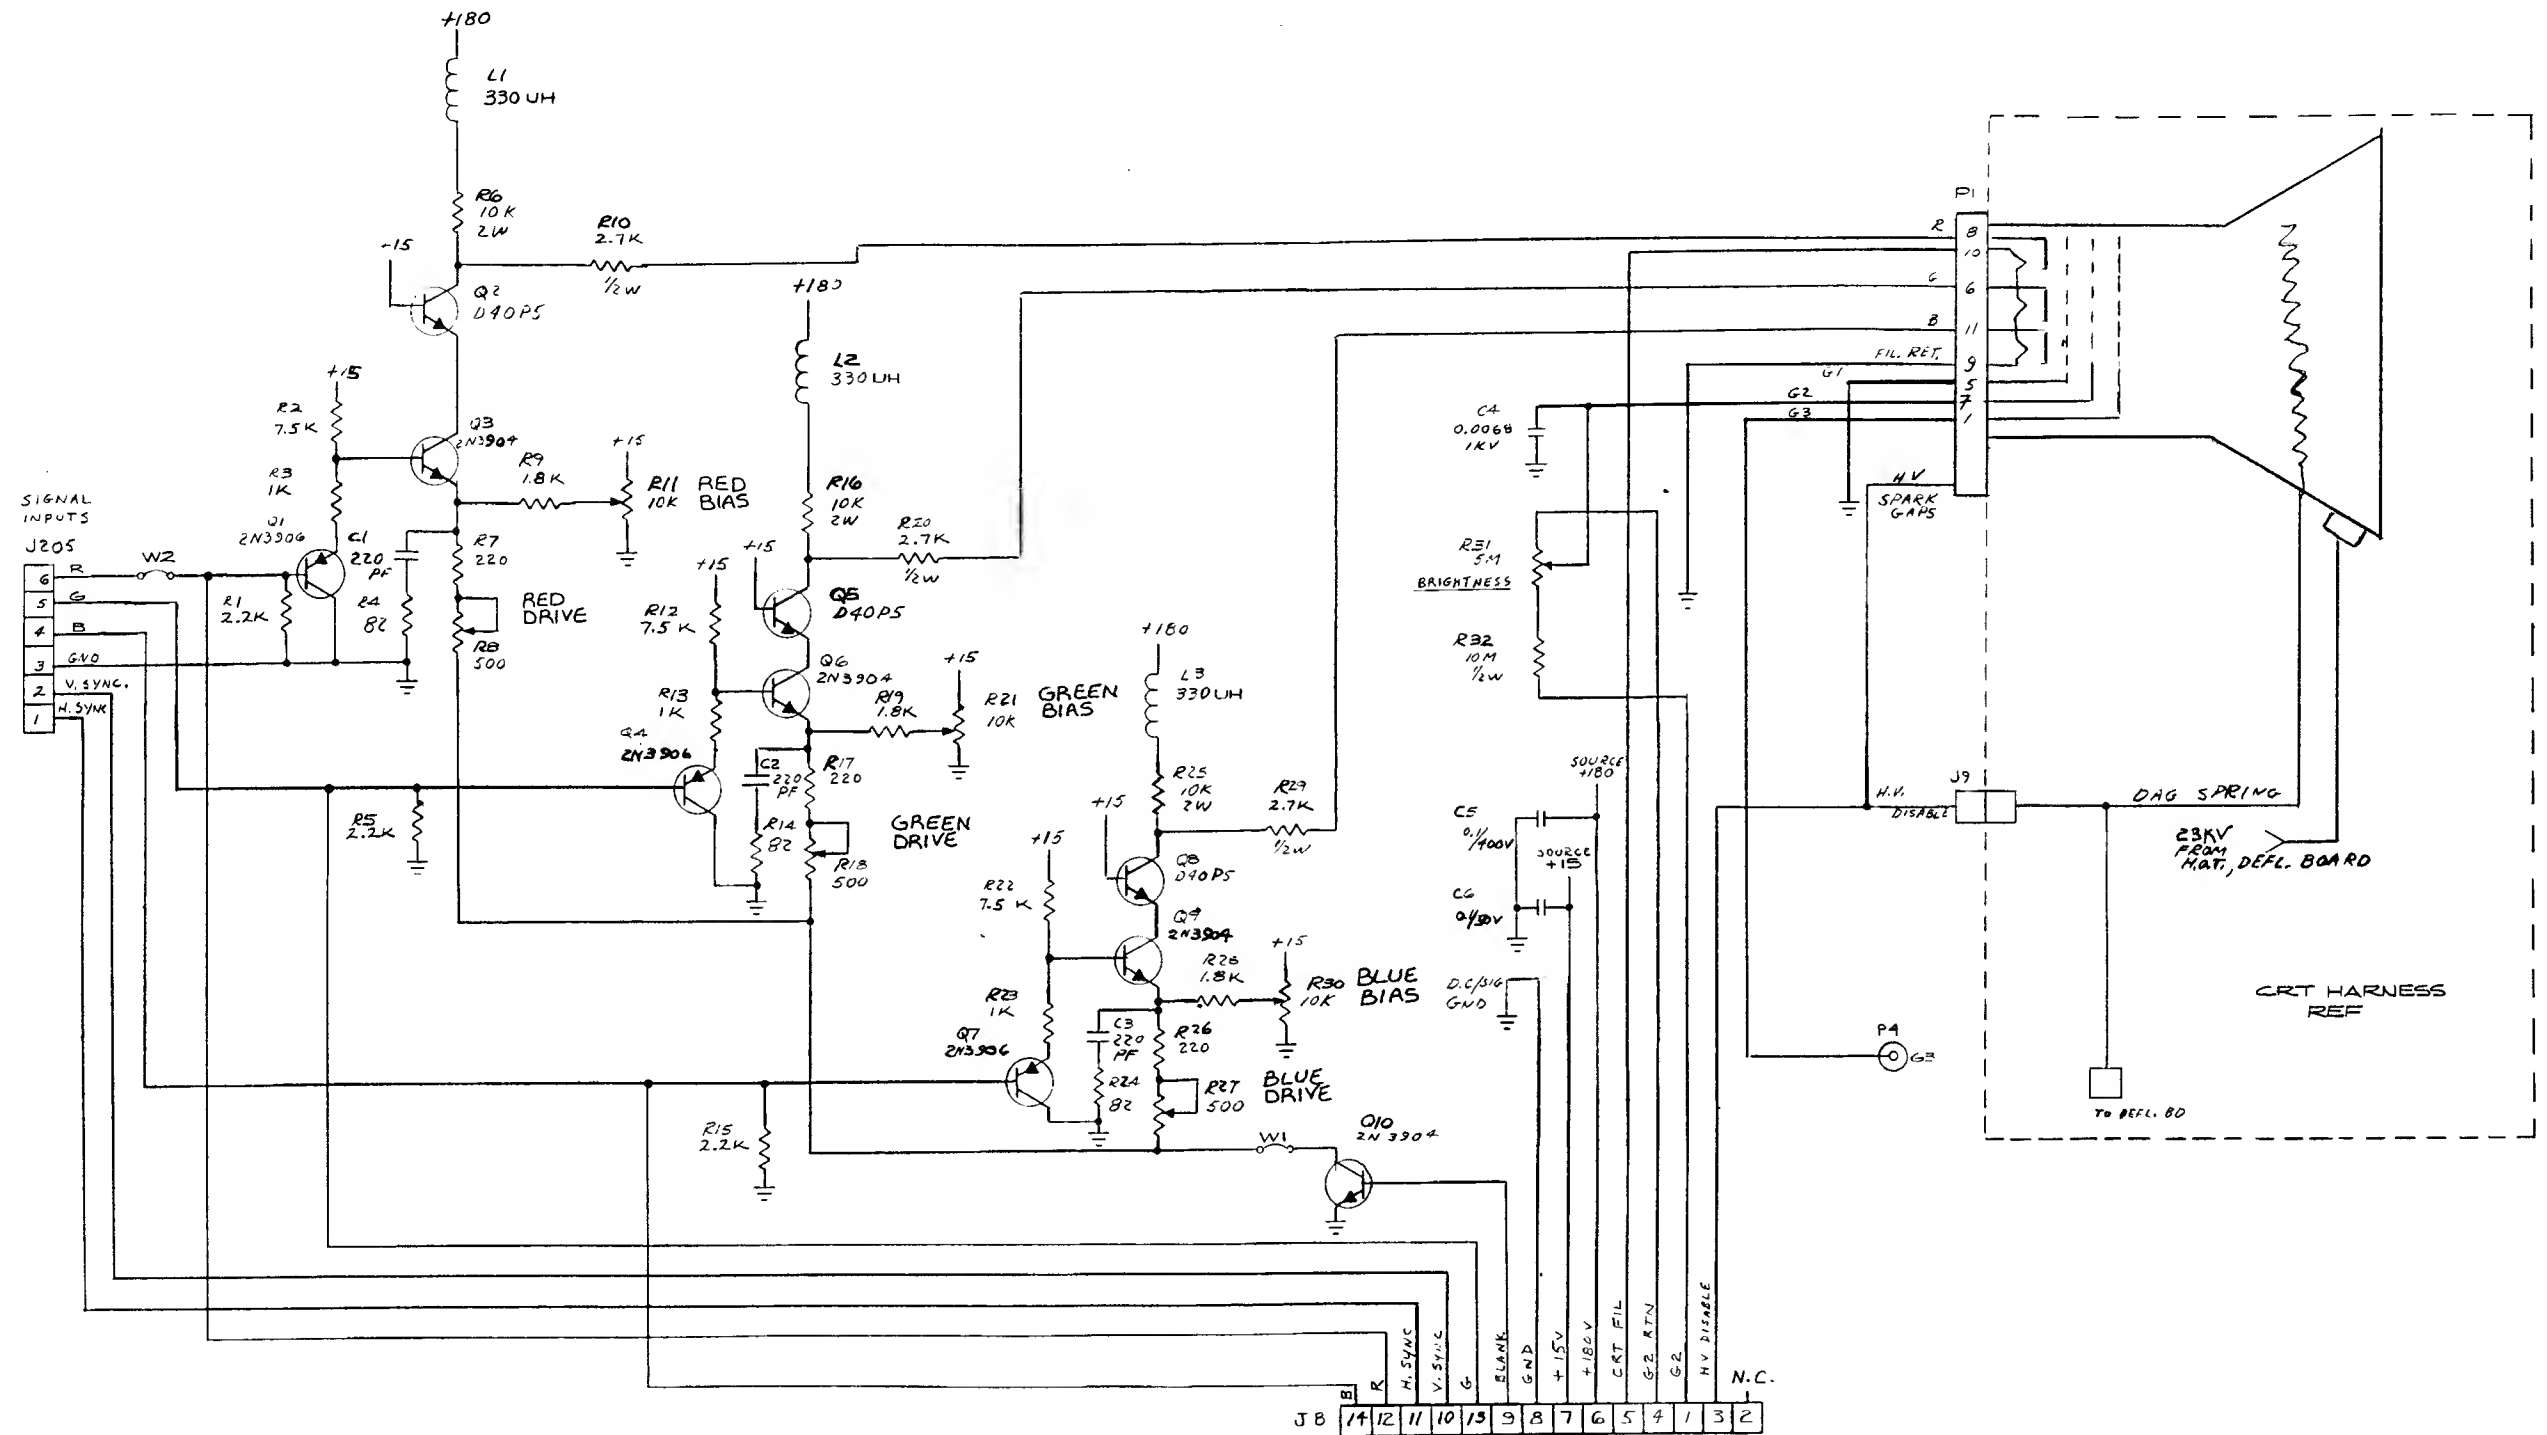 +180
L1
330 UH
R6
10K
2W
R10
2.7K
1/2W
-15
Q2
D40P5
+180
L2
330 UH
+15
R2
7.5K
Q3
2N3904
R9
1.8K
+15
R11 RED
10K BIAS
R3
1K
Q1
2N3906
C1
220
PF
R7
220
R1
2.2K
R4
82
RED
DRIVE
R8
500
SIGNAL
INPUTS
J205
6 R
W2
5 G
4 B
3 GND
2 V. SYNC.
1 H. SYNC
R16
10K
2W
R20
2.7K
1/2W
+15
Q5
D40P5
+15
R12
7.5 K
Q6
2N3904
R13
1K
R19
1.8K
+15
R21
10K
GREEN
BIAS
Q4
2N3906
C2
220
PF
R17
220
R5
2.2K
R14
82
R18
500
GREEN
DRIVE
+180
L3
330 UH
R25
10K
2W
R29
2.7K
1/2W
+15
Q8
D40P5
+15
R22
7.5 K
Q9
2N3904
R28
1.8K
+15
R30
10K
BLUE
BIAS
R23
1K
Q7
2N3906
C3
220
PF
R26
220
R24
82
R27
500
BLUE
DRIVE
R15
2.2K
W1
Q10
2N 3904
P1
R 8
10
G 6
B 11
FIL. RET. 9
G1 5
G2 7
G3 1
HV
SPARK
GAPS
C4
0.0068
1KV
R31
5M
BRIGHTNESS
R32
10M
1/2W
SOURCE
+180
C5
0.1/400V
SOURCE
+15
C6
0.1/50V
D.C/SIG
GND
J9
H.V.
DISABLE
DAG SPRING
23KV
FROM
H.O.T., DEFL. BOARD
CRT HARNESS
REF
P4
G3
TO DEFL. BD
B
R
H. SYNC
V. SYNC
G
BLANK
GND
+15V
+180V
CRT FIL
G2 RTN
G2
HV DISABLE
N.C.
J8 14 12 11 10 13 9 8 7 6 5 4 1 3 2